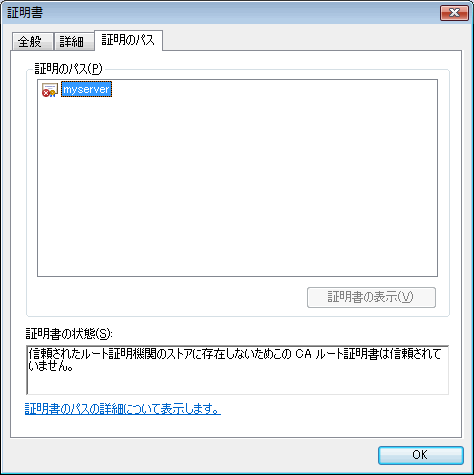 証明書
全般 詳細 証明のパス
証明のパス(P)
myserver
証明書の表示(V)
証明書の状態(S):
信頼されたルート証明機関のストアに存在しないためこの CA ルート証明書は信頼されて
いません。
証明書のパスの詳細について表示します。
OK